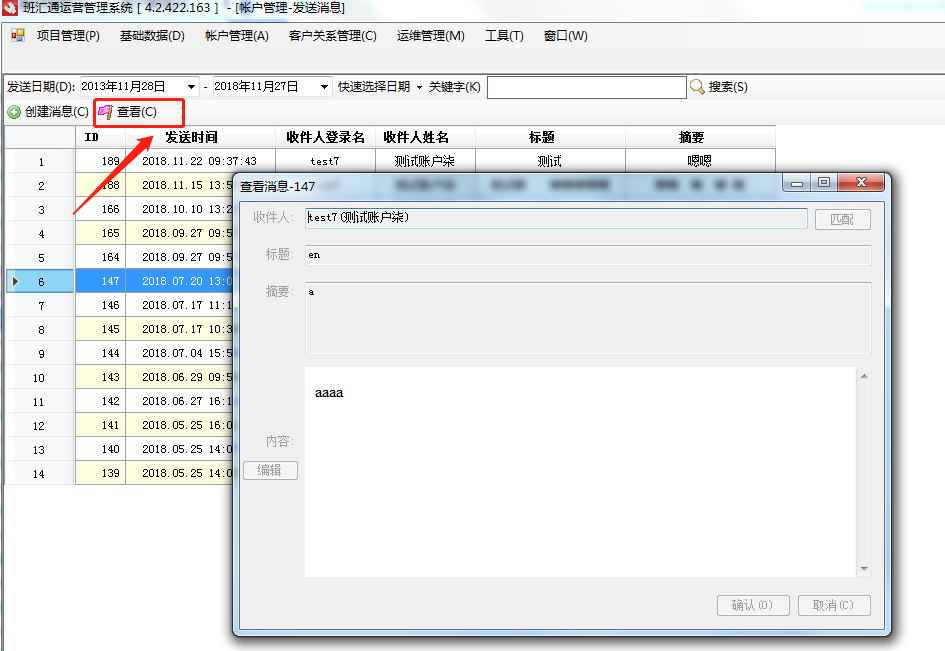 班汇通运营管理系统 [ 4.2.422.163 ] - [帐户管理-发送消息]
项目管理(P) 基础数据(D) 帐户管理(A) 客户关系管理(C) 运维管理(M) 工具(T) 窗口(W)
发送日期(D): 2013年11月28日 - 2018年11月27日 快速选择日期 关键字(K) 搜索(S)
创建消息(C) 查看(C)
ID 发送时间 收件人登录名 收件人姓名 标题 摘要
1 189 2018.11.22 09:37:43 test7 测试账户柒 测试 嗯嗯
2 188 2018.11.15 13:5
3 166 2018.10.10 13:2
4 165 2018.09.27 09:5
5 164 2018.09.27 09:5
6 147 2018.07.20 13:0
7 146 2018.07.17 11:1
8 145 2018.07.17 10:3
9 144 2018.07.04 15:5
10 143 2018.06.29 09:5
11 142 2018.06.27 16:1
12 141 2018.05.25 16:0
13 140 2018.05.25 14:0
14 139 2018.05.25 14:0
查看消息-147
收件人: test7(测试账户柒) 匹配
标题: en
摘要: a
aaaa
内容:
编辑
确认(O) 取消(C)